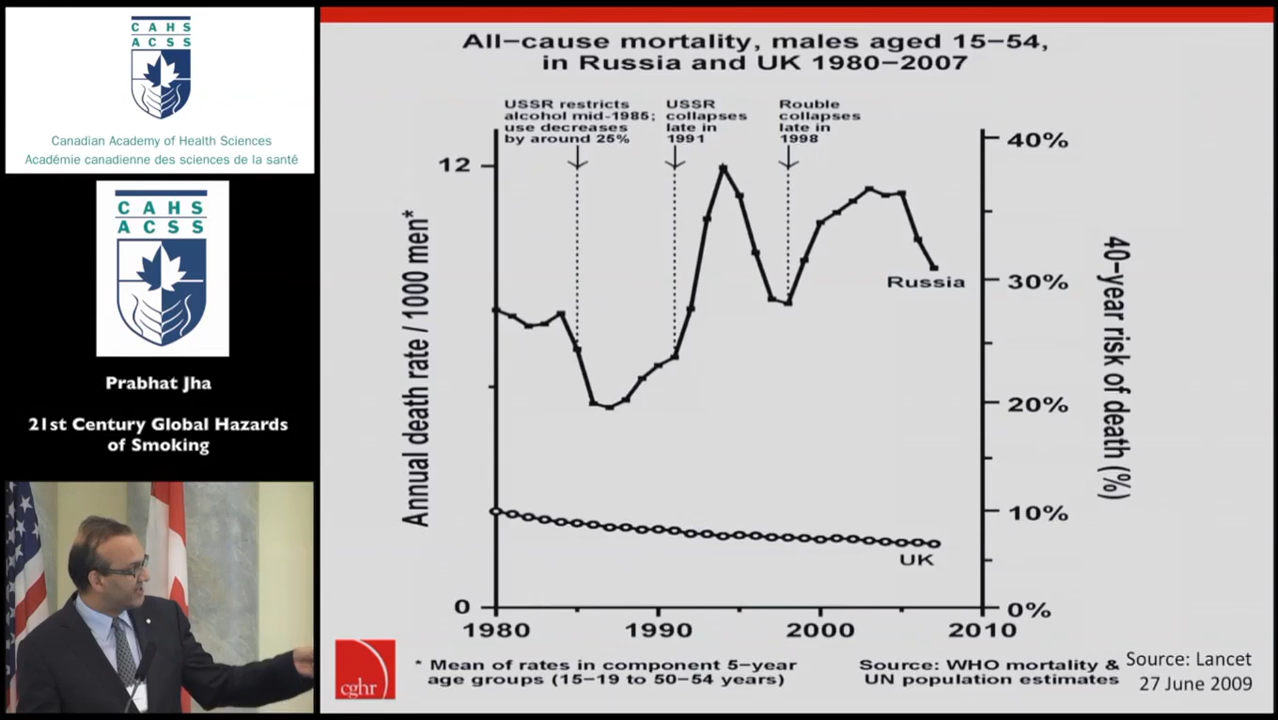 CAHS
ACSS
Canadian Academy of Health Sciences
Académie canadienne des sciences de la santé
CAHS
ACSS
Prabhat Jha
21st Century Global Hazards
of Smoking
All-cause mortality, males aged 15-54,
in Russia and UK 1980-2007
USSR restricts
alcohol mid-1985;
use decreases
by around 25%
USSR
collapses
late in
1991
Rouble
collapses
late in
1998
12
0
Annual death rate / 1000 men*
40%
30%
20%
10%
0%
40-year risk of death (%)
Russia
UK
1980
1990
2000
2010
cghr
* Mean of rates in component 5-year
age groups (15-19 to 50-54 years)
Source: WHO mortality &
UN population estimates
Source: Lancet
27 June 2009